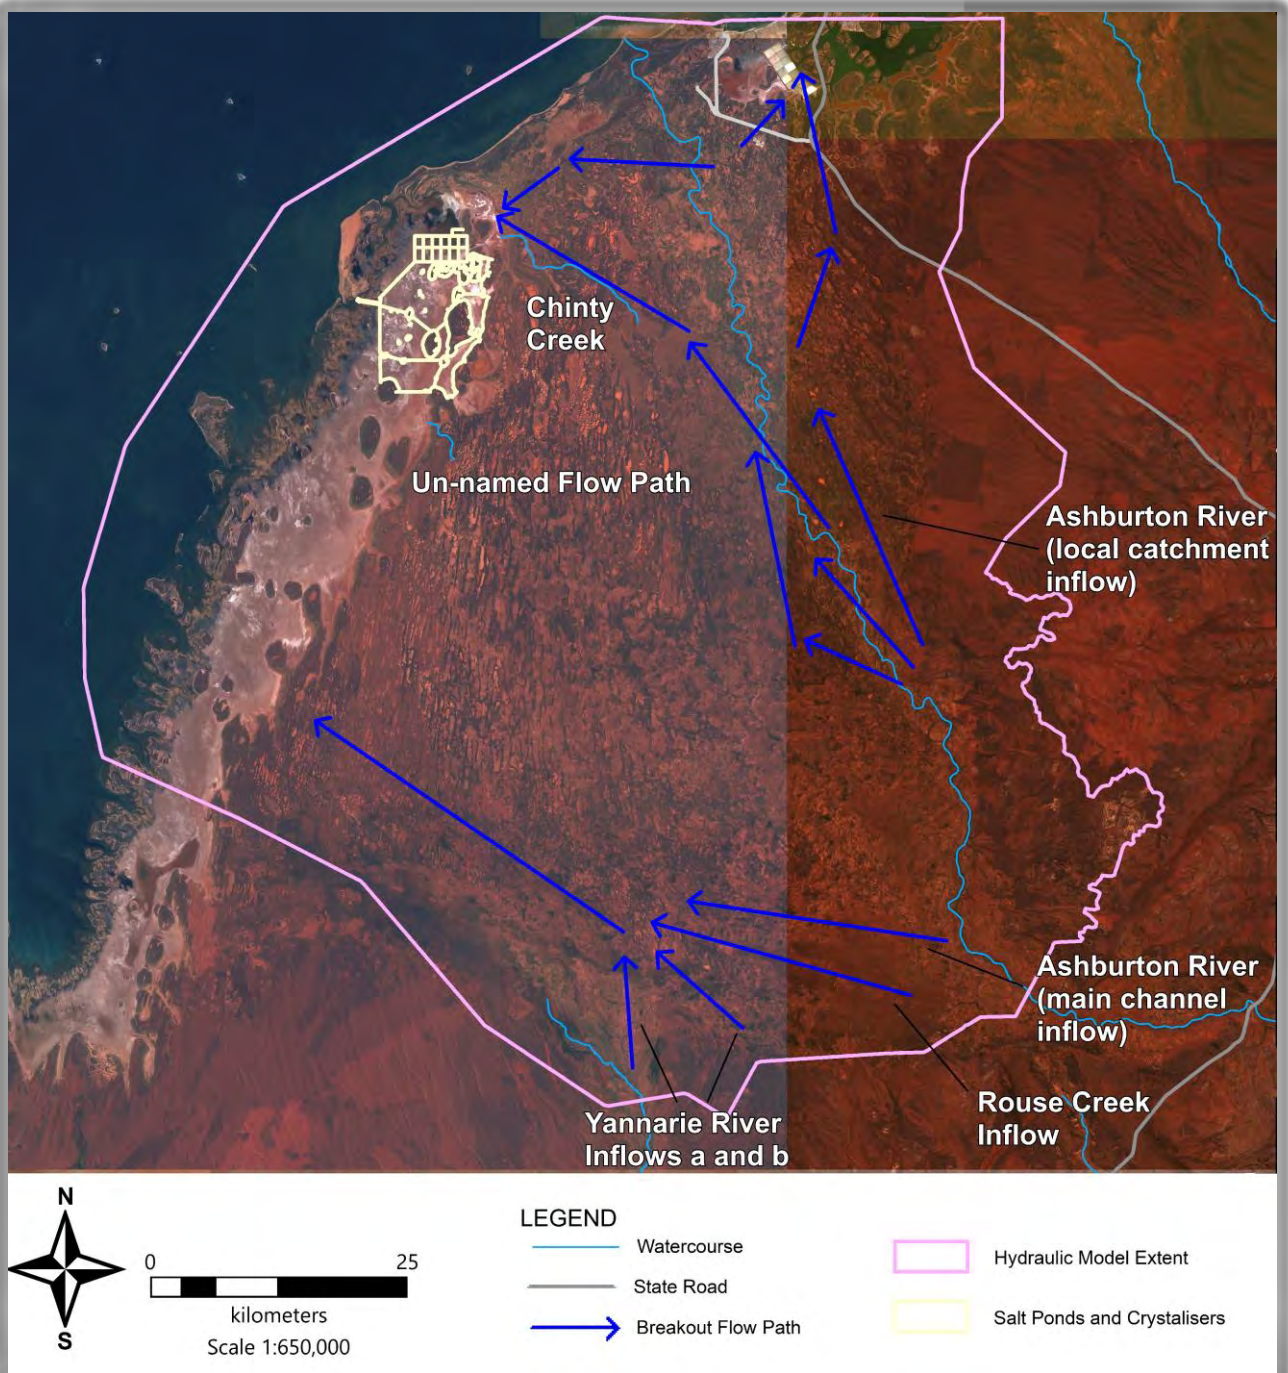 Chinty
Creek
Un-named Flow Path
Ashburton River
(local catchment
inflow)
Ashburton River
(main channel
inflow)
Rouse Creek
Inflow
Yannarie River
Inflows a and b
N
S
0 25
kilometers
Scale 1:650,000
LEGEND
Watercourse
State Road
Breakout Flow Path
Hydraulic Model Extent
Salt Ponds and Crystalisers